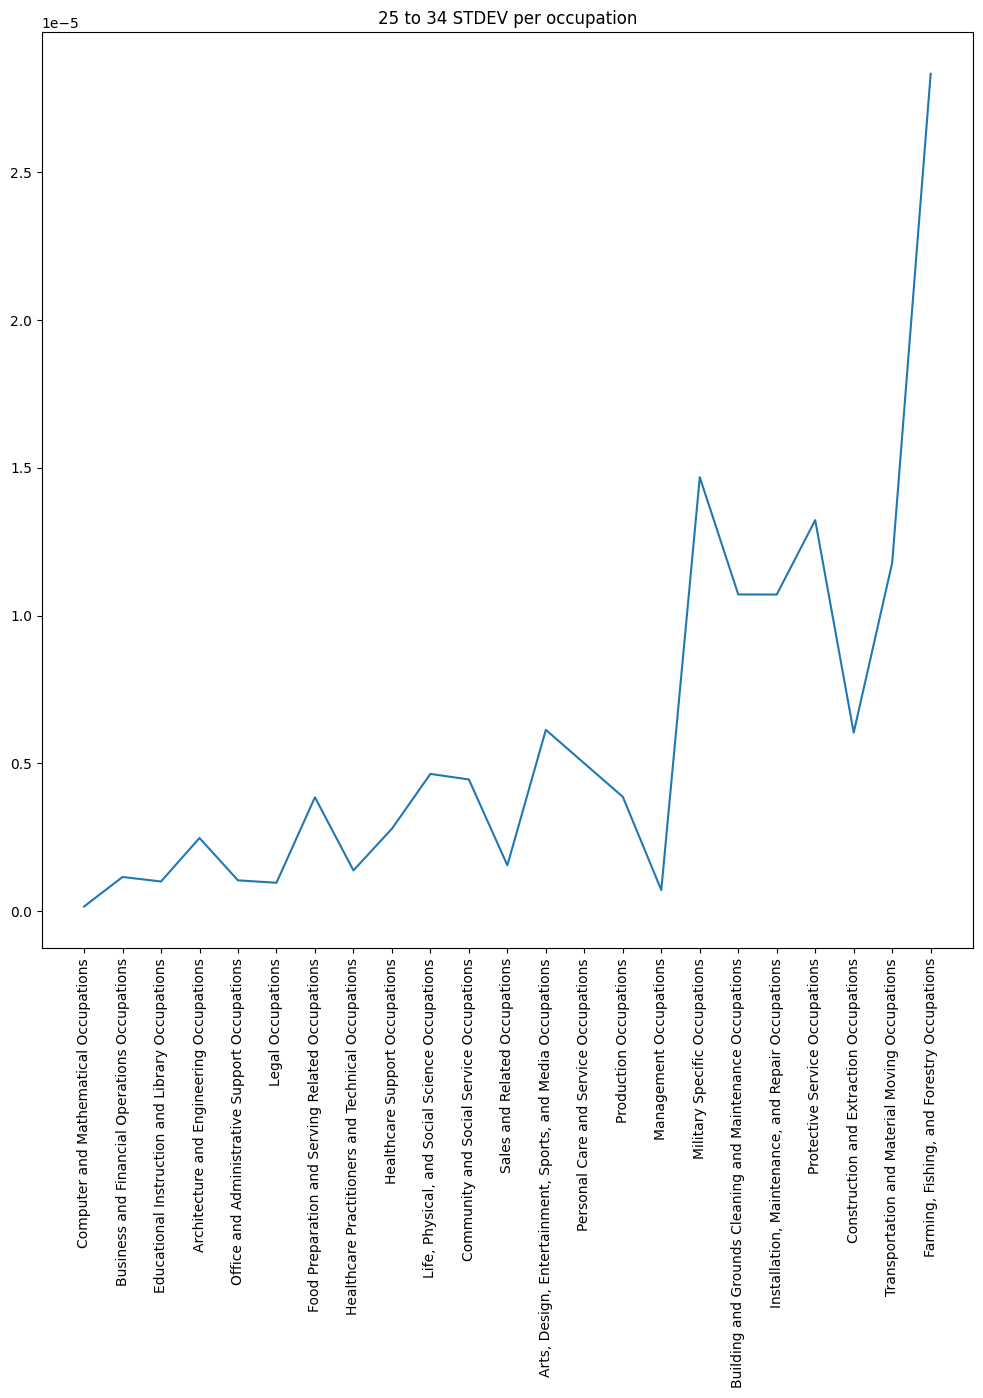 25 to 34 STDEV per occupation
1e−5
2.5
2.0
1.5
1.0
0.5
0.0
Computer and Mathematical Occupations
Business and Financial Operations Occupations
Educational Instruction and Library Occupations
Architecture and Engineering Occupations
Office and Administrative Support Occupations
Legal Occupations
Food Preparation and Serving Related Occupations
Healthcare Practitioners and Technical Occupations
Healthcare Support Occupations
Life, Physical, and Social Science Occupations
Community and Social Service Occupations
Sales and Related Occupations
Arts, Design, Entertainment, Sports, and Media Occupations
Personal Care and Service Occupations
Production Occupations
Management Occupations
Military Specific Occupations
Building and Grounds Cleaning and Maintenance Occupations
Installation, Maintenance, and Repair Occupations
Protective Service Occupations
Construction and Extraction Occupations
Transportation and Material Moving Occupations
Farming, Fishing, and Forestry Occupations